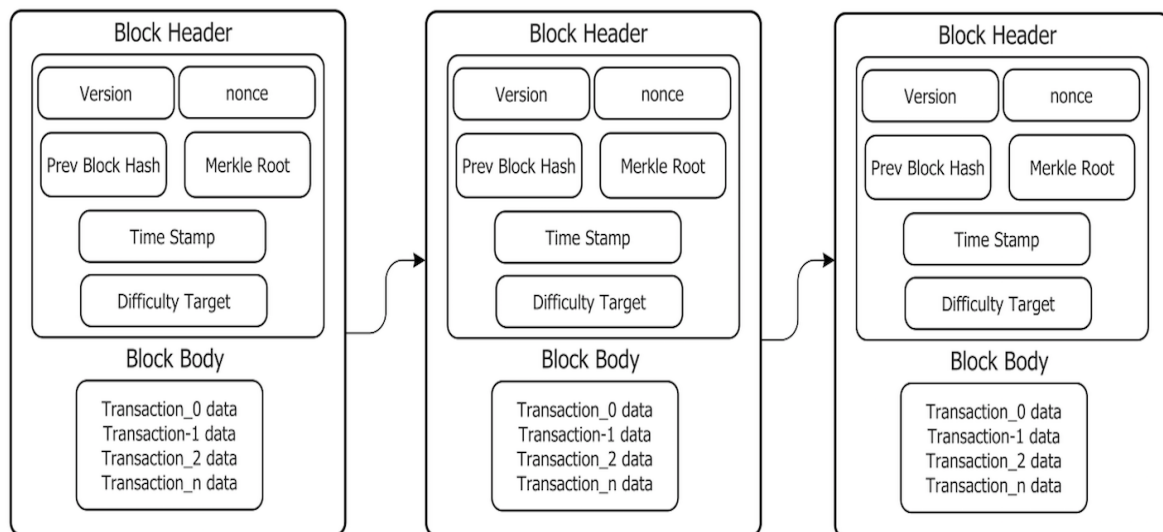 Block Header
Version
nonce
Prev Block Hash
Merkle Root
Time Stamp
Difficulty Target
Block Body
Transaction_0 data
Transaction-1 data
Transaction_2 data
Transaction_n data
Block Header
Version
nonce
Prev Block Hash
Merkle Root
Time Stamp
Difficulty Target
Block Body
Transaction_0 data
Transaction-1 data
Transaction_2 data
Transaction_n data
Block Header
Version
nonce
Prev Block Hash
Merkle Root
Time Stamp
Difficulty Target
Block Body
Transaction_0 data
Transaction-1 data
Transaction_2 data
Transaction_n data